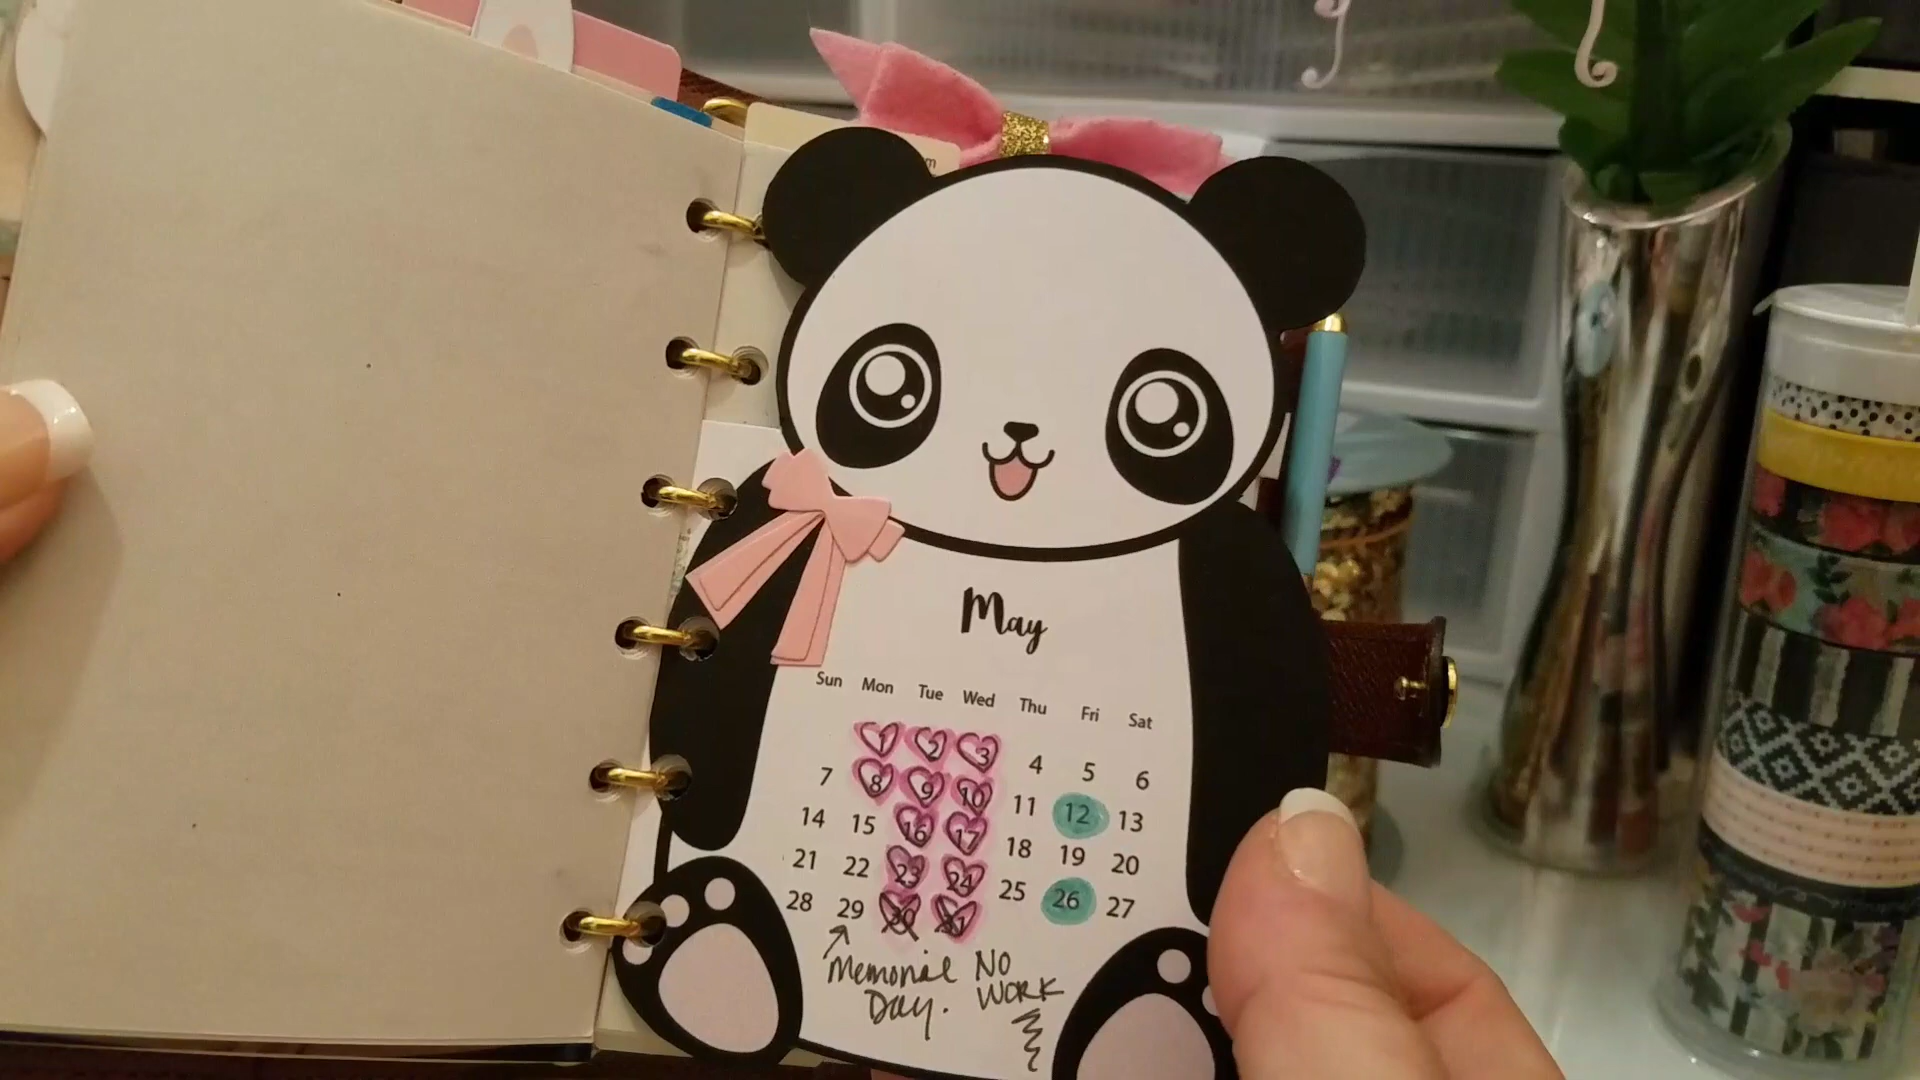 m
May
Sun Mon Tue Wed Thu Fri Sat
1 2 3 4 5 6
7 8 9 10 11 12 13
14 15 16 17 18 19 20
21 22 23 24 25 26 27
28 29 30 31
Memorial NO
Day. WORK